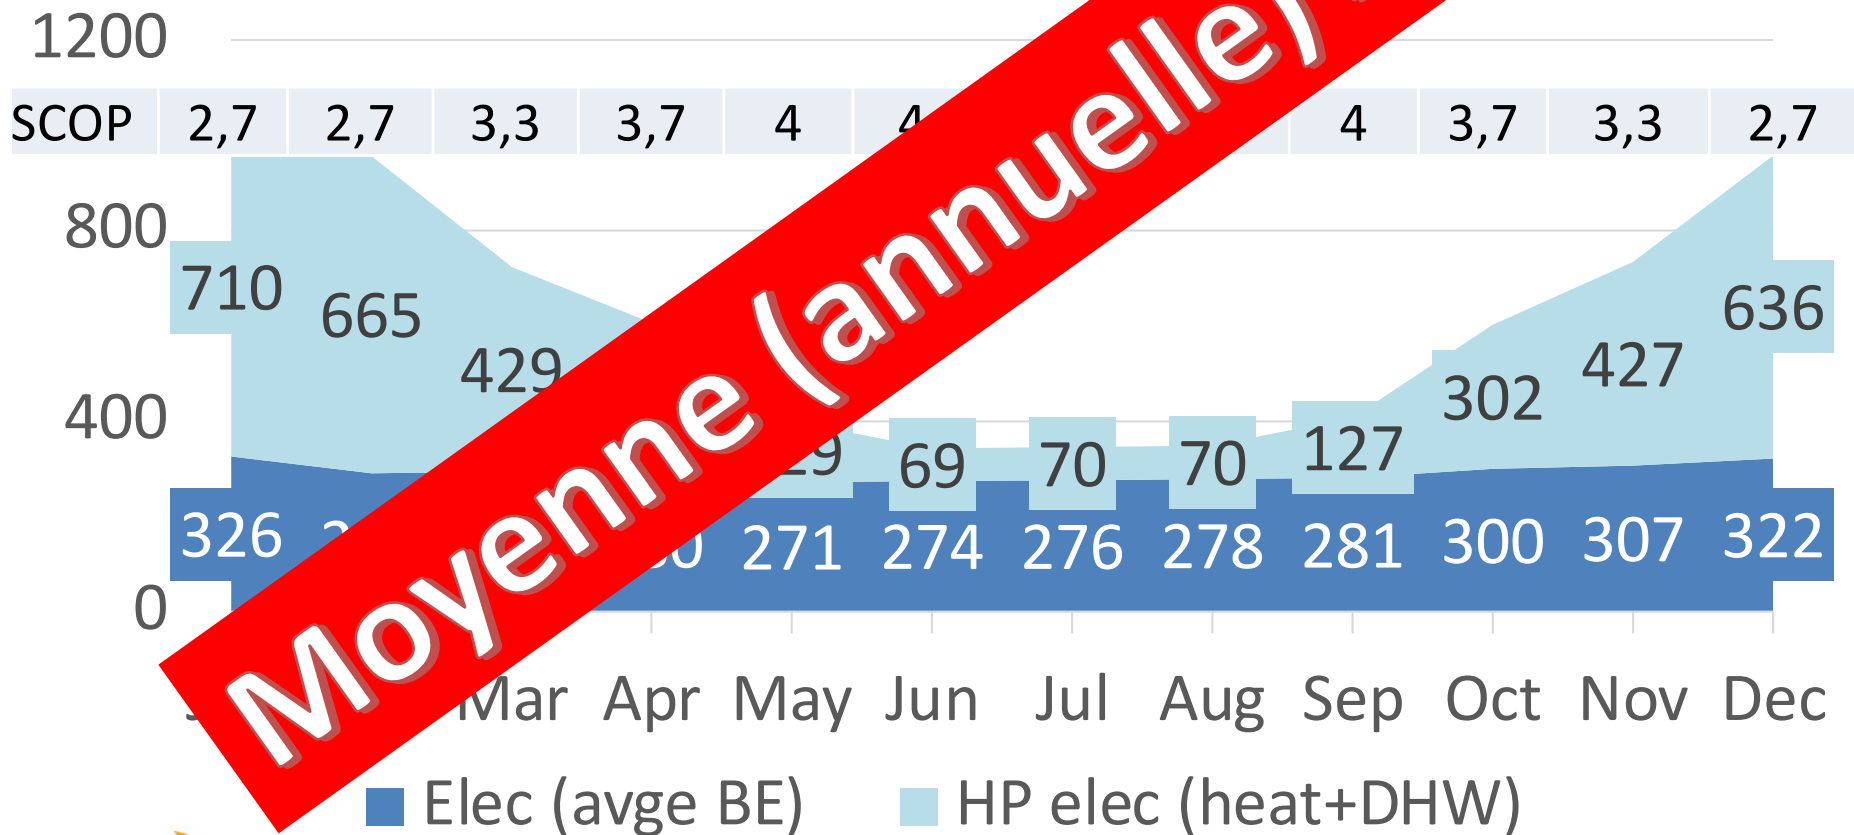 1200
SCOP 2,7 2,7 3,3 3,7 4 4 4 3,7 3,3 2,7
800
710 665 429 69 70 70 127 302 427 636
400
326 271 274 276 278 281 300 307 322
0
Mar Apr May Jun Jul Aug Sep Oct Nov Dec
Elec (avge BE) HP elec (heat+DHW)
Moyenne (annuelle)